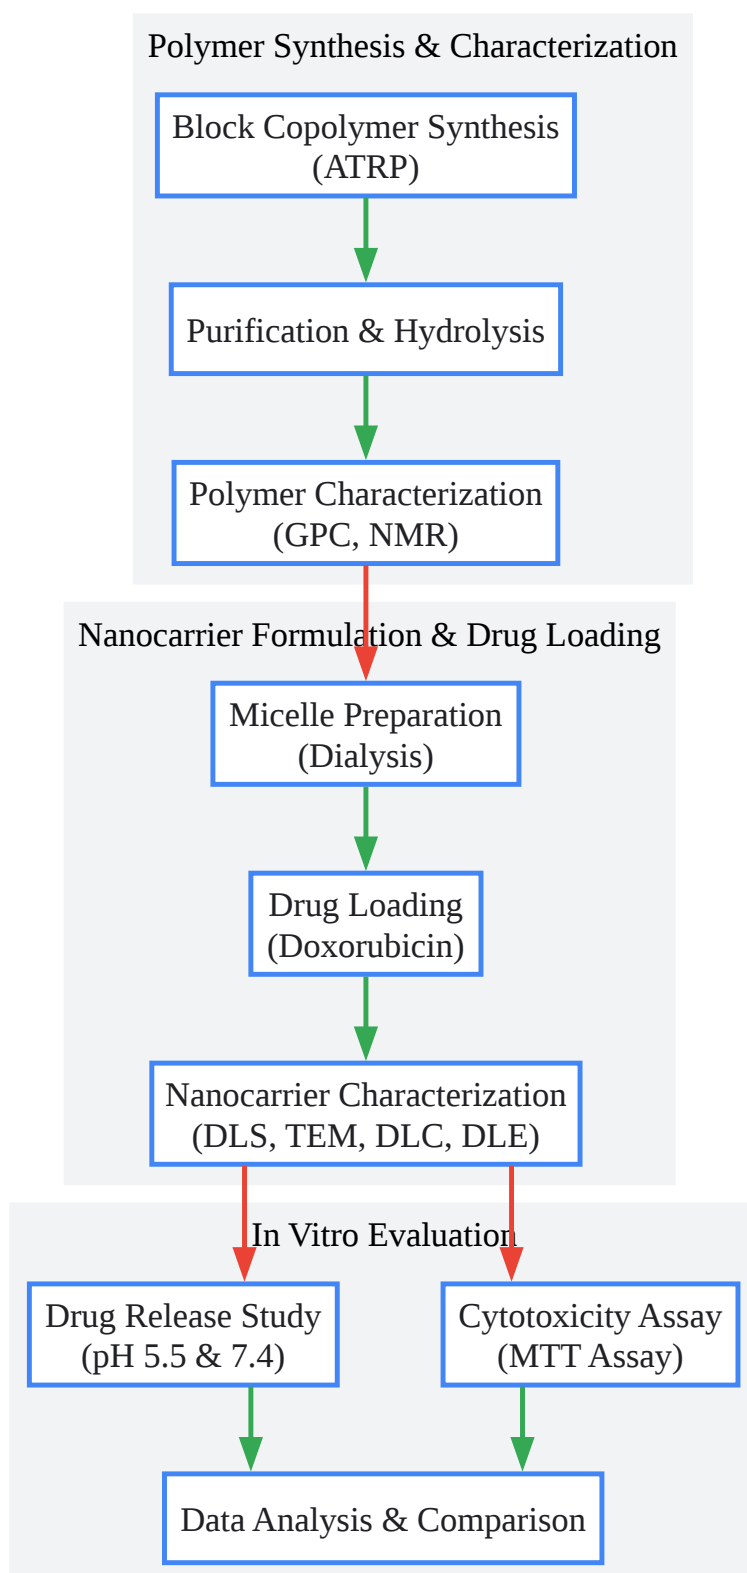 Polymer Synthesis & Characterization
Block Copolymer Synthesis
(ATRP)
Purification & Hydrolysis
Polymer Characterization
(GPC, NMR)
Nanocarrier Formulation & Drug Loading
Micelle Preparation
(Dialysis)
Drug Loading
(Doxorubicin)
Nanocarrier Characterization
(DLS, TEM, DLC, DLE)
In Vitro Evaluation
Drug Release Study
(pH 5.5 & 7.4)
Cytotoxicity Assay
(MTT Assay)
Data Analysis & Comparison